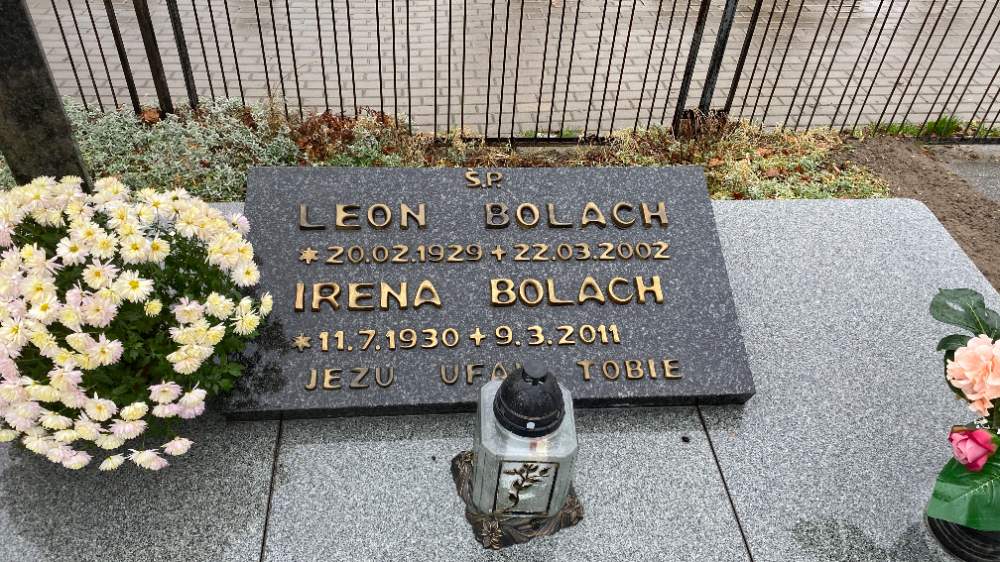 Ś.P.
LEON BOLACH
*20.02.1929 + 22.03.2002
IRENA BOLACH
*11.7.1930 + 9.3.2011
JEZU TOBIE